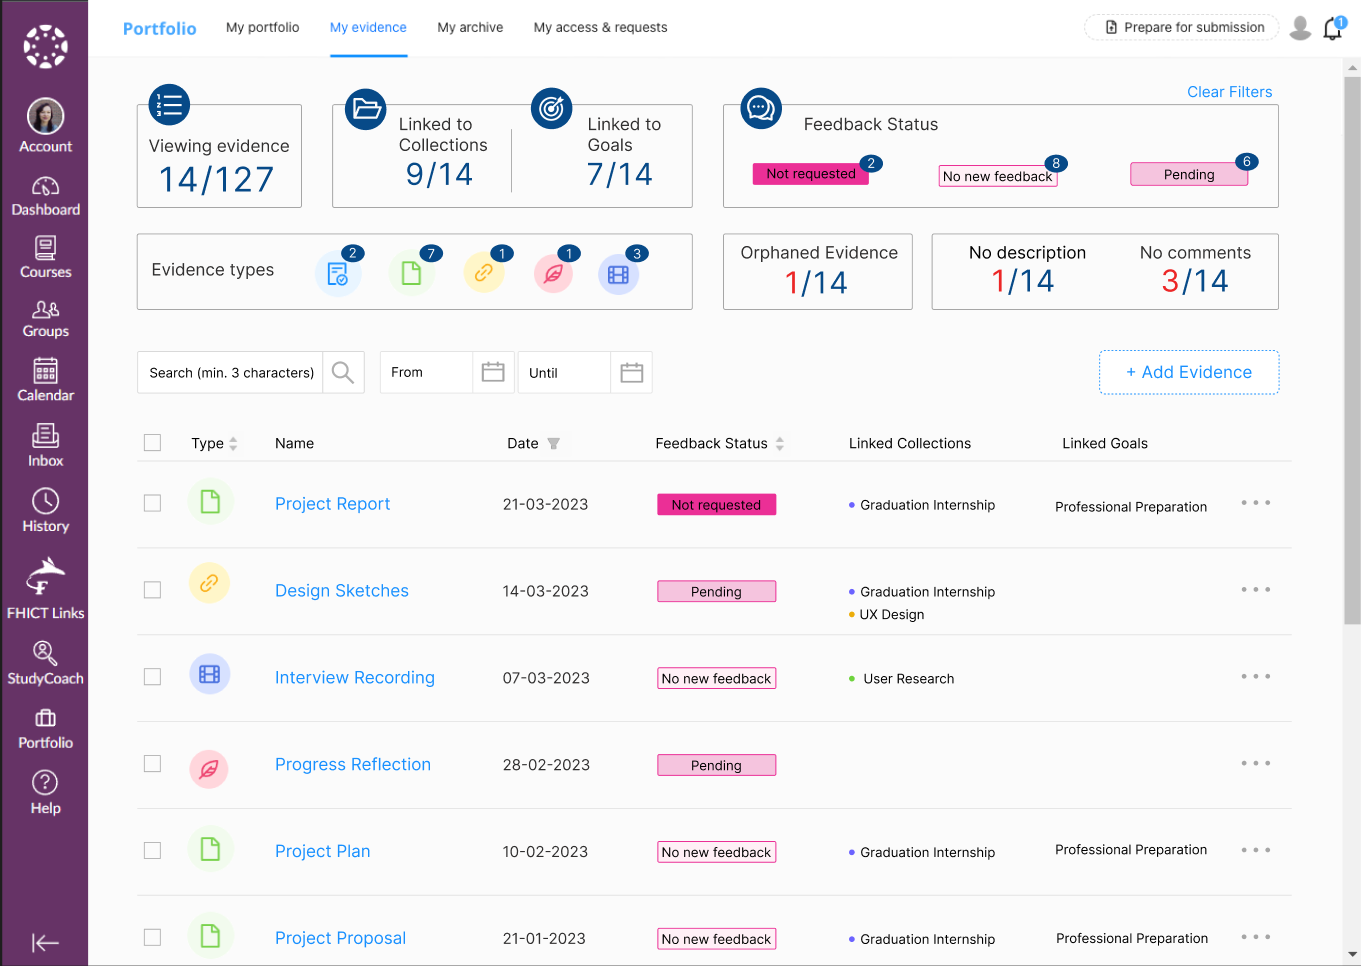 Portfolio
My portfolio
My evidence
My archive
My access & requests
Prepare for submission
1
Account
Dashboard
Courses
Groups
Calendar
Inbox
History
FHICT Links
StudyCoach
Portfolio
Help
Clear Filters
Viewing evidence
14/127
Linked to
Collections
9/14
Linked to
Goals
7/14
Feedback Status
Not requested 2
No new feedback 8
Pending 6
Evidence types
2
7
1
1
3
Orphaned Evidence
1/14
No description
1/14
No comments
3/14
Search (min. 3 characters)
From
Until
+ Add Evidence
Type Name Date Feedback Status Linked Collections Linked Goals
Project Report 21-03-2023 Not requested • Graduation Internship Professional Preparation
Design Sketches 14-03-2023 Pending • Graduation Internship
• UX Design
Interview Recording 07-03-2023 No new feedback • User Research
Progress Reflection 28-02-2023 Pending
Project Plan 10-02-2023 No new feedback • Graduation Internship Professional Preparation
Project Proposal 21-01-2023 No new feedback • Graduation Internship Professional Preparation